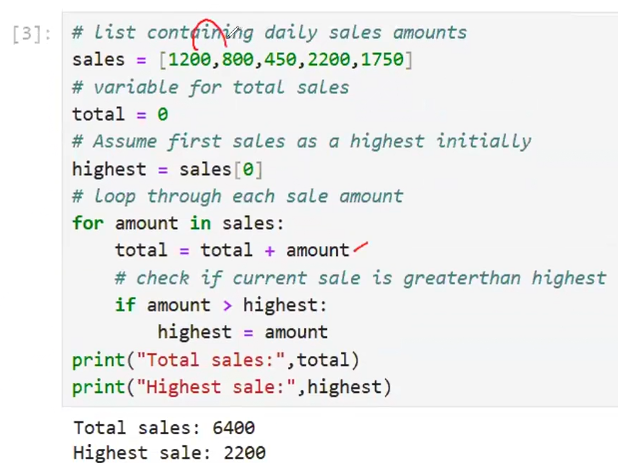 [3]:
# list containing daily sales amounts
sales = [1200,800,450,2200,1750]
# variable for total sales
total = 0
# Assume first sales as a highest initially
highest = sales[0]
# loop through each sale amount
for amount in sales:
    total = total + amount
    # check if current sale is greaterthan highest
    if amount > highest:
        highest = amount
print("Total sales:",total)
print("Highest sale:",highest)
Total sales: 6400
Highest sale: 2200